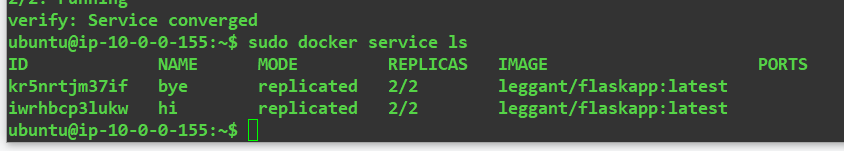 2/2: running
verify: Service converged
ubuntu@ip-10-0-0-155:~$ sudo docker service ls
ID NAME MODE REPLICAS IMAGE PORTS
kr5nrtjm37if bye replicated 2/2 leggant/flaskapp:latest
iwrhbcp3lukw hi replicated 2/2 leggant/flaskapp:latest
ubuntu@ip-10-0-0-155:~$